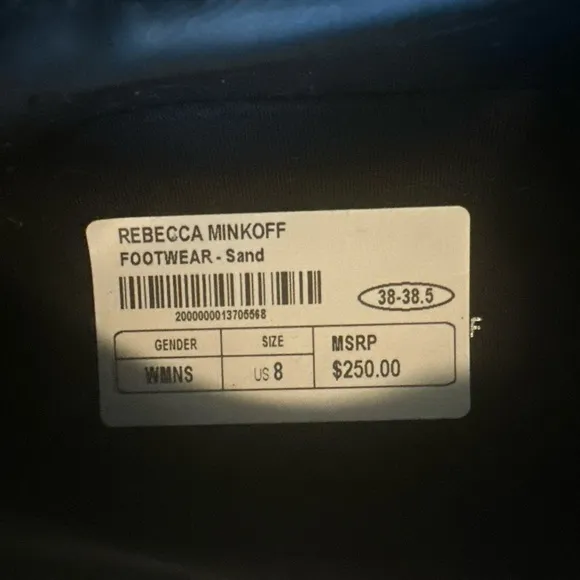 REBECCA MINKOFF
FOOTWEAR - Sand
2000000013705568
38-38.5
GENDER SIZE MSRP
WMNS US 8 $250.00